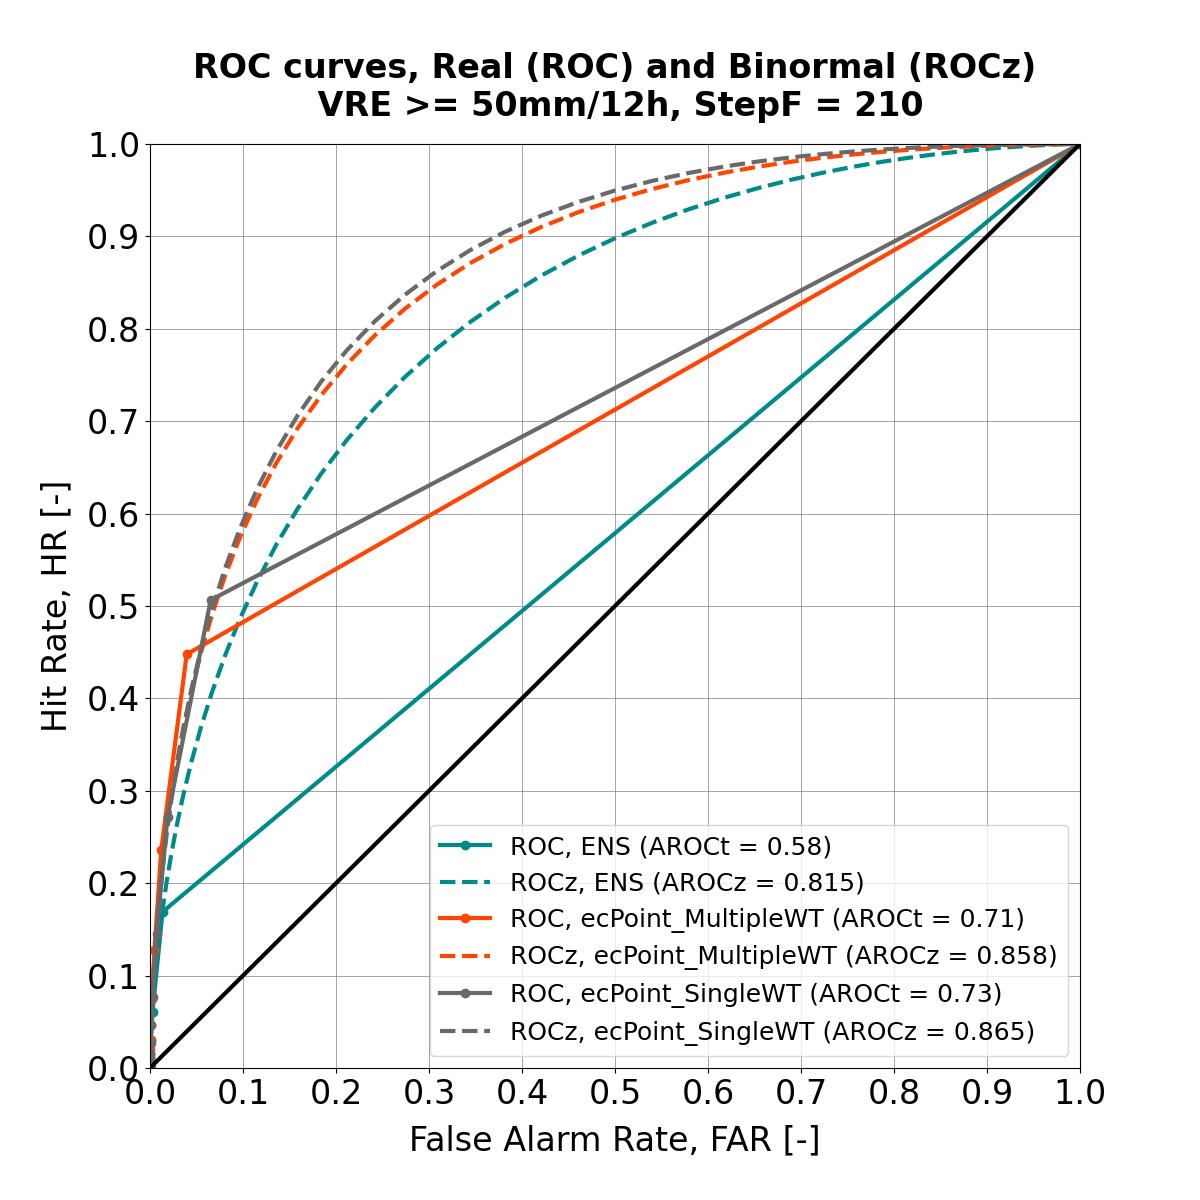 ROC curves, Real (ROC) and Binormal (ROCz)
VRE >= 50mm/12h, StepF = 210
1.0
0.9
0.8
0.7
0.6
0.5
0.4
0.3
0.2
0.1
0.0
Hit Rate, HR [-]
ROC, ENS (AROCt = 0.58)
ROCz, ENS (AROCz = 0.815)
ROC, ecPoint_MultipleWT (AROCt = 0.71)
ROCz, ecPoint_MultipleWT (AROCz = 0.858)
ROC, ecPoint_SingleWT (AROCt = 0.73)
ROCz, ecPoint_SingleWT (AROCz = 0.865)
0.0 0.1 0.2 0.3 0.4 0.5 0.6 0.7 0.8 0.9 1.0
False Alarm Rate, FAR [-]